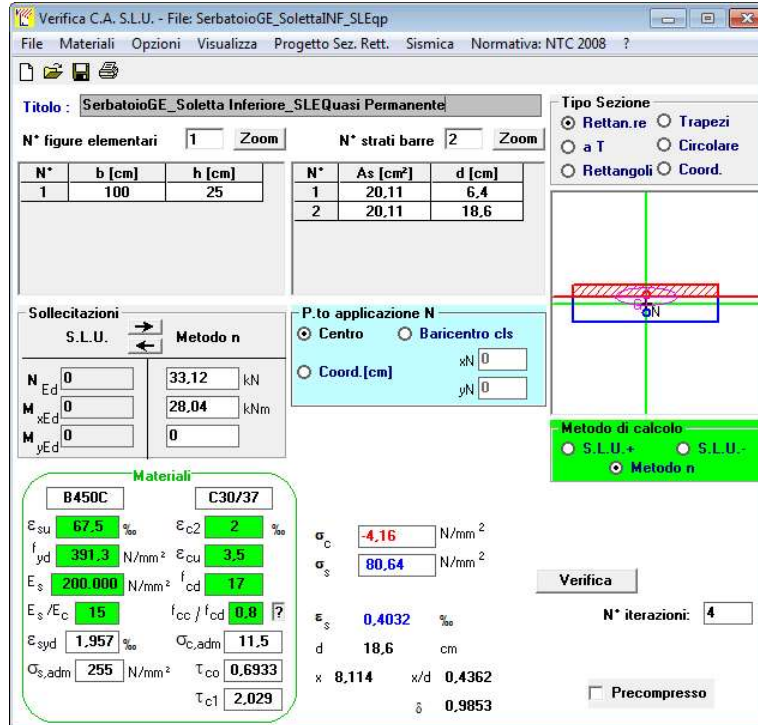 Verifica C.A. S.L.U. - File: SerbatoioGE_SolettaINF_SLEqp
File Materiali Opzioni Visualizza Progetto Sez. Rett. Sismica Normativa: NTC 2008 ?
Titolo : SerbatoioGE_Soletta Inferiore_SLEQuasi Permanente
N° figure elementari 1 Zoom N° strati barre 2 Zoom
Tipo Sezione
Rettan.re Trapezi
a T Circolare
Rettangoli Coord.
N° b [cm] h [cm]
1 100 25
N° As [cm²] d [cm]
1 20,11 6,4
2 20,11 18,6
G N
Sollecitazioni
S.L.U. Metodo n
N Ed 0 33,12 kN
M xEd 0 28,04 kNm
M yEd 0 0
P.to applicazione N
Centro Baricentro cls
Coord.[cm] xN 0
yN 0
Metodo di calcolo
S.L.U.+ S.L.U.-
Metodo n
Materiali
B450C C30/37
εsu 67,5 ‰ εc2 2 ‰
fyd 391,3 N/mm² εcu 3,5
Es 200.000 N/mm² fcd 17
Es /Ec 15 fcc / fcd 0,8 ?
εsyd 1,957 ‰ σc,adm 11,5
σs,adm 255 N/mm² τco 0,6933
τc1 2,029
σc -4,16 N/mm²
σs 80,64 N/mm²
εs 0,4032 ‰
d 18,6 cm
x 8,114 x/d 0,4362
δ 0,9853
Verifica
N° iterazioni: 4
Precompresso